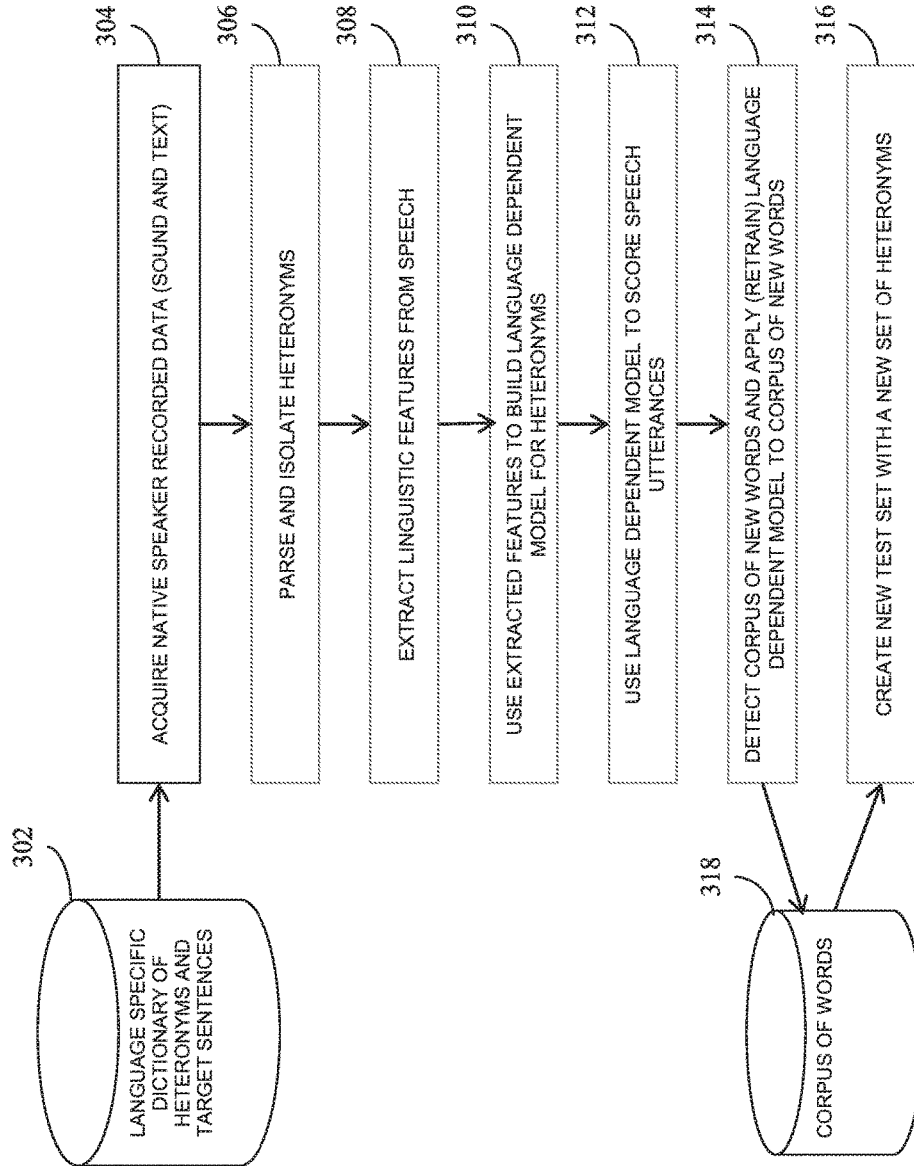 302
LANGUAGE SPECIFIC
DICTIONARY OF
HETERONYMS AND
TARGET SENTENCES
304
ACQUIRE NATIVE SPEAKER RECORDED DATA (SOUND AND TEXT)
306
PARSE AND ISOLATE HETERONYMS
308
EXTRACT LINGUISTIC FEATURES FROM SPEECH
310
USE EXTRACTED FEATURES TO BUILD LANGUAGE DEPENDENT
MODEL FOR HETERONYMS
312
USE LANGUAGE DEPENDENT MODEL TO SCORE SPEECH
UTTERANCES
314
DETECT CORPUS OF NEW WORDS AND APPLY (RETRAIN) LANGUAGE
DEPENDENT MODEL TO CORPUS OF NEW WORDS
318
CORPUS OF WORDS
316
CREATE NEW TEST SET WITH A NEW SET OF HETERONYMS